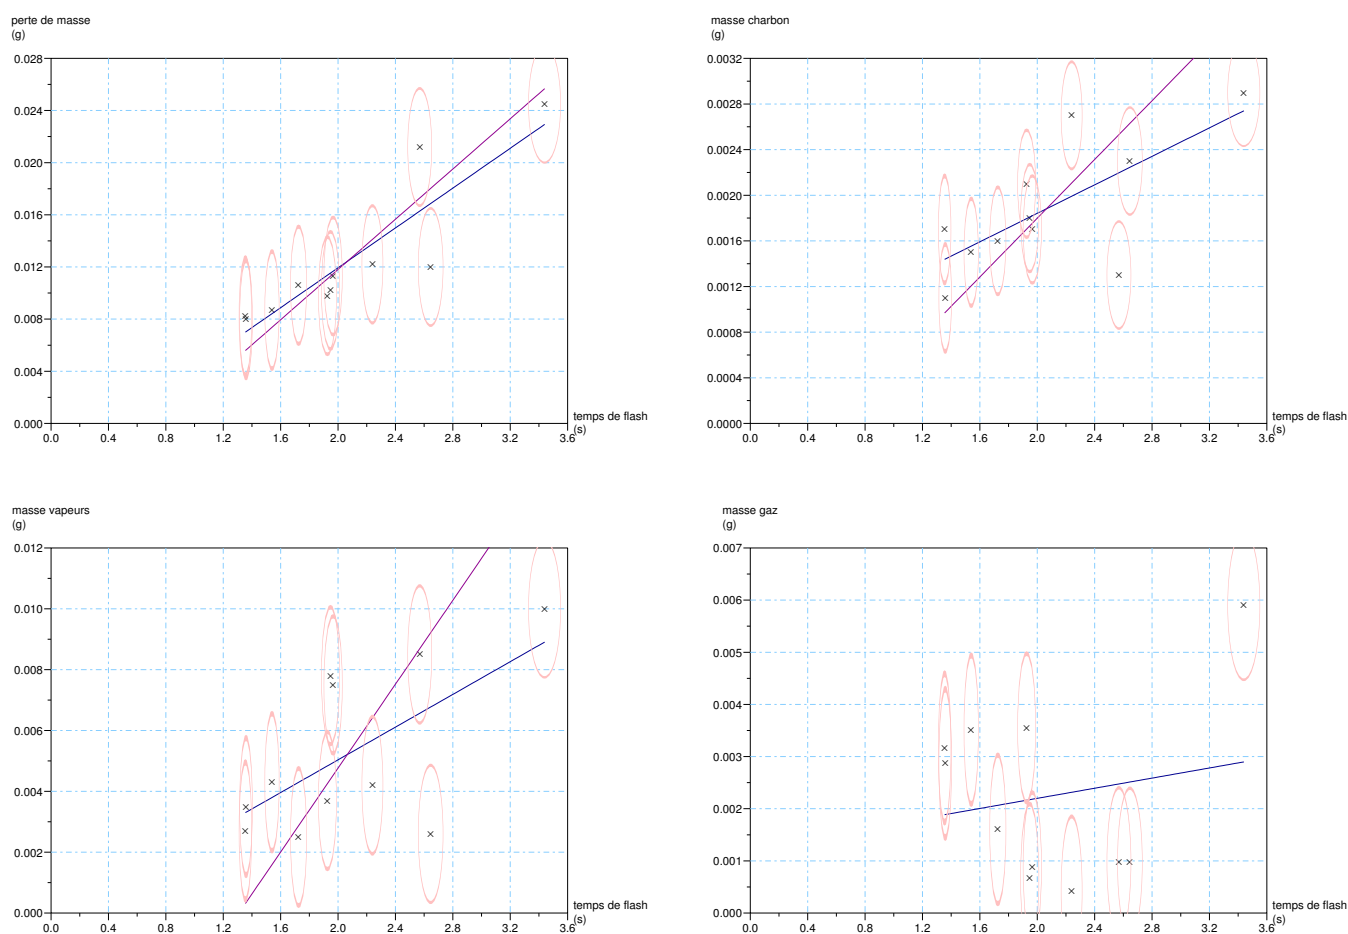 perte de masse
(g)
0.028
0.024
0.020
0.016
0.012
0.008
0.004
0.000
0.0 0.4 0.8 1.2 1.6 2.0 2.4 2.8 3.2 3.6
temps de flash
(s)
masse charbon
(g)
0.0032
0.0028
0.0024
0.0020
0.0016
0.0012
0.0008
0.0004
0.0000
0.0 0.4 0.8 1.2 1.6 2.0 2.4 2.8 3.2 3.6
temps de flash
(s)
masse vapeurs
(g)
0.012
0.010
0.008
0.006
0.004
0.002
0.000
0.0 0.4 0.8 1.2 1.6 2.0 2.4 2.8 3.2 3.6
temps de flash
(s)
masse gaz
(g)
0.007
0.006
0.005
0.004
0.003
0.002
0.001
0.000
0.0 0.4 0.8 1.2 1.6 2.0 2.4 2.8 3.2 3.6
temps de flash
(s)